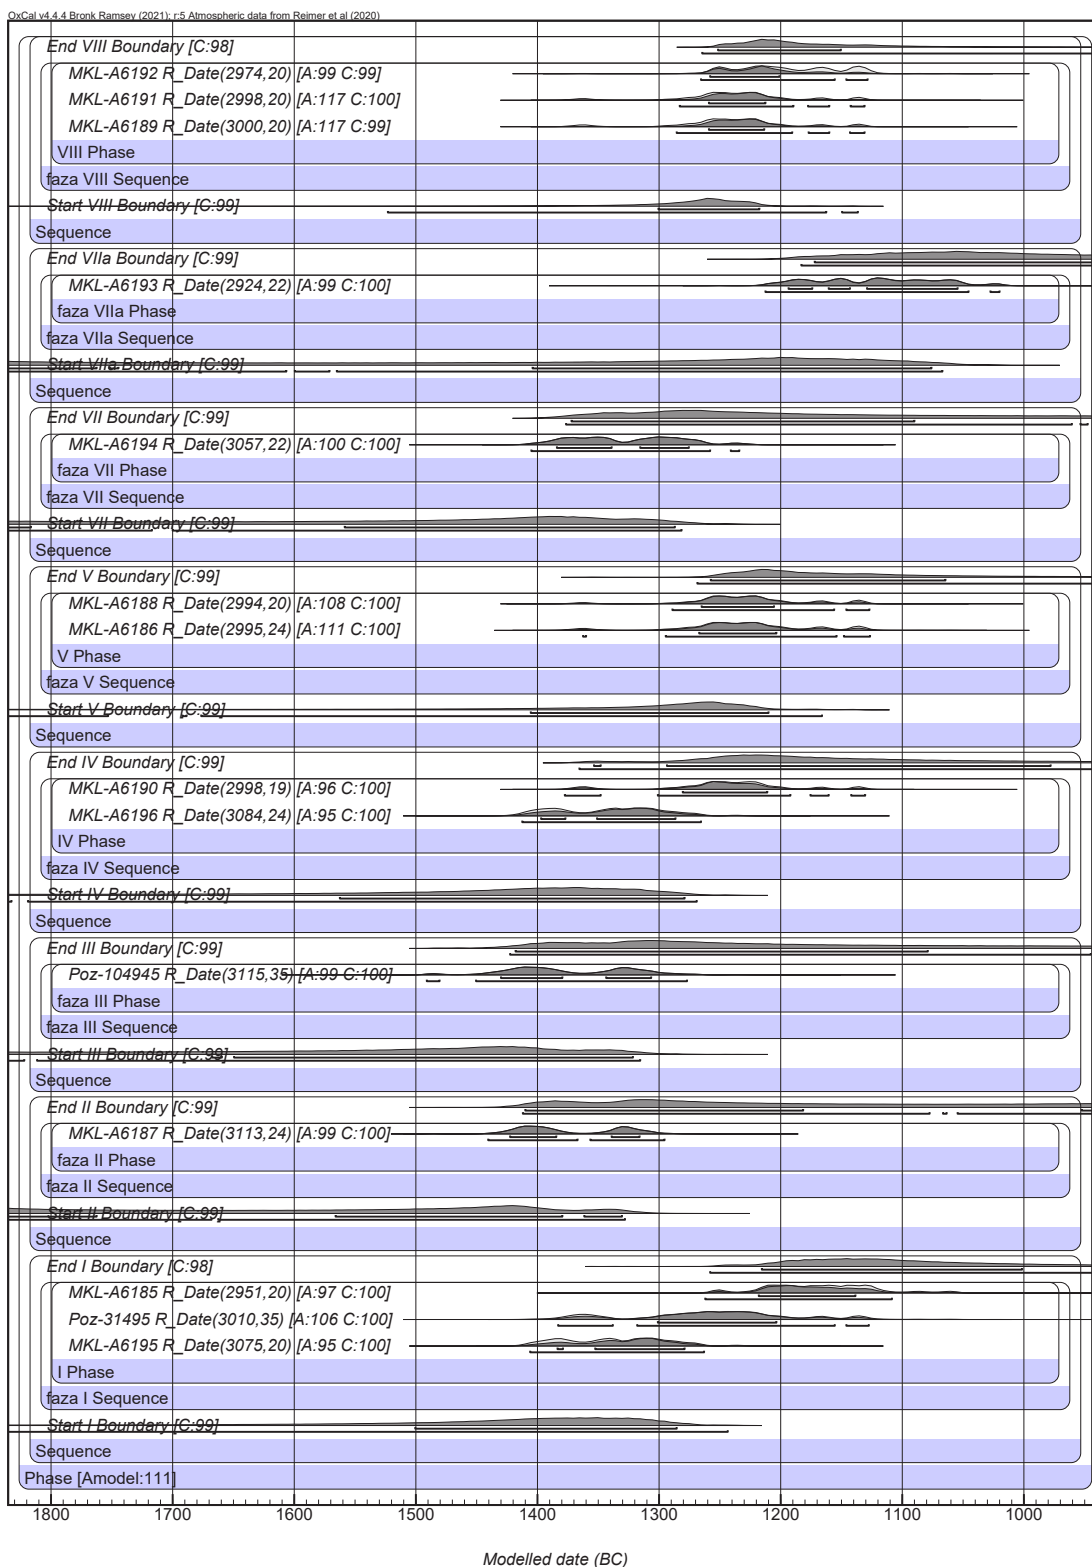 OxCal v4.4.4 Bronk Ramsey (2021); r:5 Atmospheric data from Reimer et al (2020)
End VIII Boundary [C:98]
MKL-A6192 R_Date(2974,20) [A:99 C:99]
MKL-A6191 R_Date(2998,20) [A:117 C:100]
MKL-A6189 R_Date(3000,20) [A:117 C:99]
VIII Phase
faza VIII Sequence
Start VIII Boundary [C:99]
Sequence
End VIIa Boundary [C:99]
MKL-A6193 R_Date(2924,22) [A:99 C:100]
faza VIIa Phase
faza VIIa Sequence
Start VIIa Boundary [C:99]
Sequence
End VII Boundary [C:99]
MKL-A6194 R_Date(3057,22) [A:100 C:100]
faza VII Phase
faza VII Sequence
Start VII Boundary [C:99]
Sequence
End V Boundary [C:99]
MKL-A6188 R_Date(2994,20) [A:108 C:100]
MKL-A6186 R_Date(2995,24) [A:111 C:100]
V Phase
faza V Sequence
Start V Boundary [C:99]
Sequence
End IV Boundary [C:99]
MKL-A6190 R_Date(2998,19) [A:96 C:100]
MKL-A6196 R_Date(3084,24) [A:95 C:100]
IV Phase
faza IV Sequence
Start IV Boundary [C:99]
Sequence
End III Boundary [C:99]
Poz-104945 R_Date(3115,35) [A:99 C:100]
faza III Phase
faza III Sequence
Start III Boundary [C:99]
Sequence
End II Boundary [C:99]
MKL-A6187 R_Date(3113,24) [A:99 C:100]
faza II Phase
faza II Sequence
Start II Boundary [C:99]
Sequence
End I Boundary [C:98]
MKL-A6185 R_Date(2951,20) [A:97 C:100]
Poz-31495 R_Date(3010,35) [A:106 C:100]
MKL-A6195 R_Date(3075,20) [A:95 C:100]
I Phase
faza I Sequence
Start I Boundary [C:99]
Sequence
Phase [Amodel:111]
1800 1700 1600 1500 1400 1300 1200 1100 1000
Modelled date (BC)